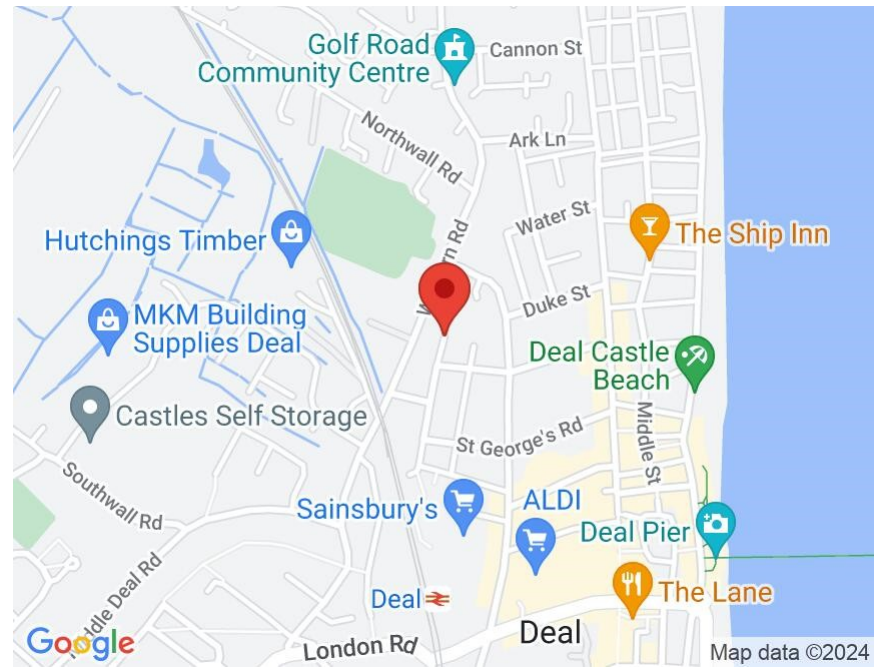 Golf Road
Community Centre
Cannon St
Northwall Rd
Ark Ln
Water St
The Ship Inn
Hutchings Timber
Duke St
MKM Building
Supplies Deal
Deal Castle
Beach
Castles Self Storage
Middle St
St George's Rd
Southwall Rd
Sainsbury's
ALDI
Deal Pier
Deal
The Lane
Deal Rd
London Rd
Deal
Google
Map data ©2024